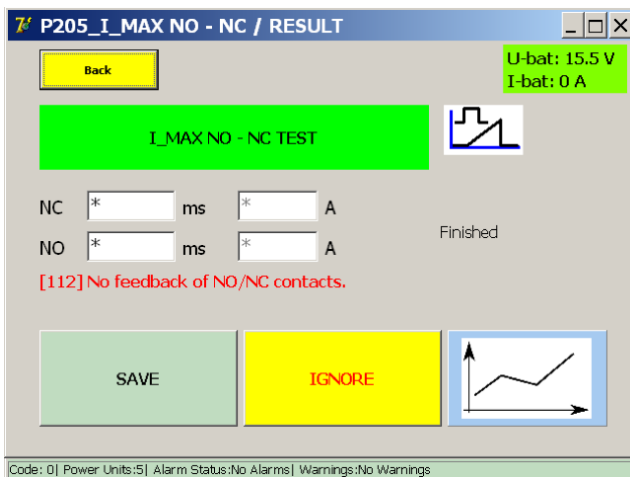 P205_I_MAX NO - NC / RESULT
Back
U-bat: 15.5 V
I-bat: 0 A
I_MAX NO - NC TEST
NC * ms * A
NO * ms * A
Finished
[112] No feedback of NO/NC contacts.
SAVE
IGNORE
Code: 0| Power Units:5| Alarm Status:No Alarms| Warnings:No Warnings